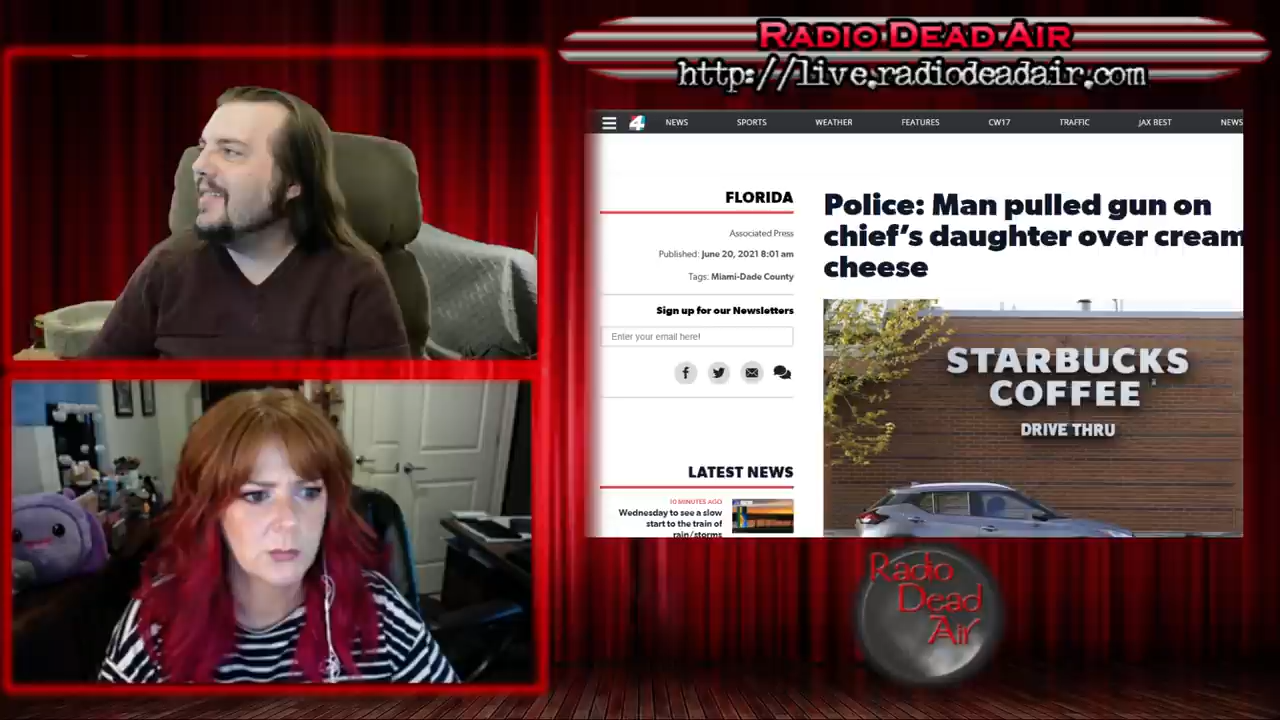 RADIO DEAD AIR
http://live.radiodeadair.com
4
NEWS
SPORTS
WEATHER
FEATURES
CW17
TRAFFIC
JAX BEST
NEWS
FLORIDA
Associated Press
Published: June 20, 2021 8:01 am
Tags: Miami-Dade County
Sign up for our Newsletters
Enter your email here!
LATEST NEWS
10 MINUTES AGO
Wednesday to see a slow
start to the train of
rain/storms
Police: Man pulled gun on
chief's daughter over cream
cheese
STARBUCKS
COFFEE
DRIVE THRU
Radio
Dead
Air